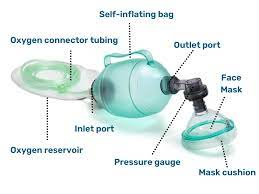 Self-inflating bag
Oxygen connector tubing
Outlet port
Face
Mask
Inlet port
Oxygen reservoir
Pressure gauge
Mask cushion